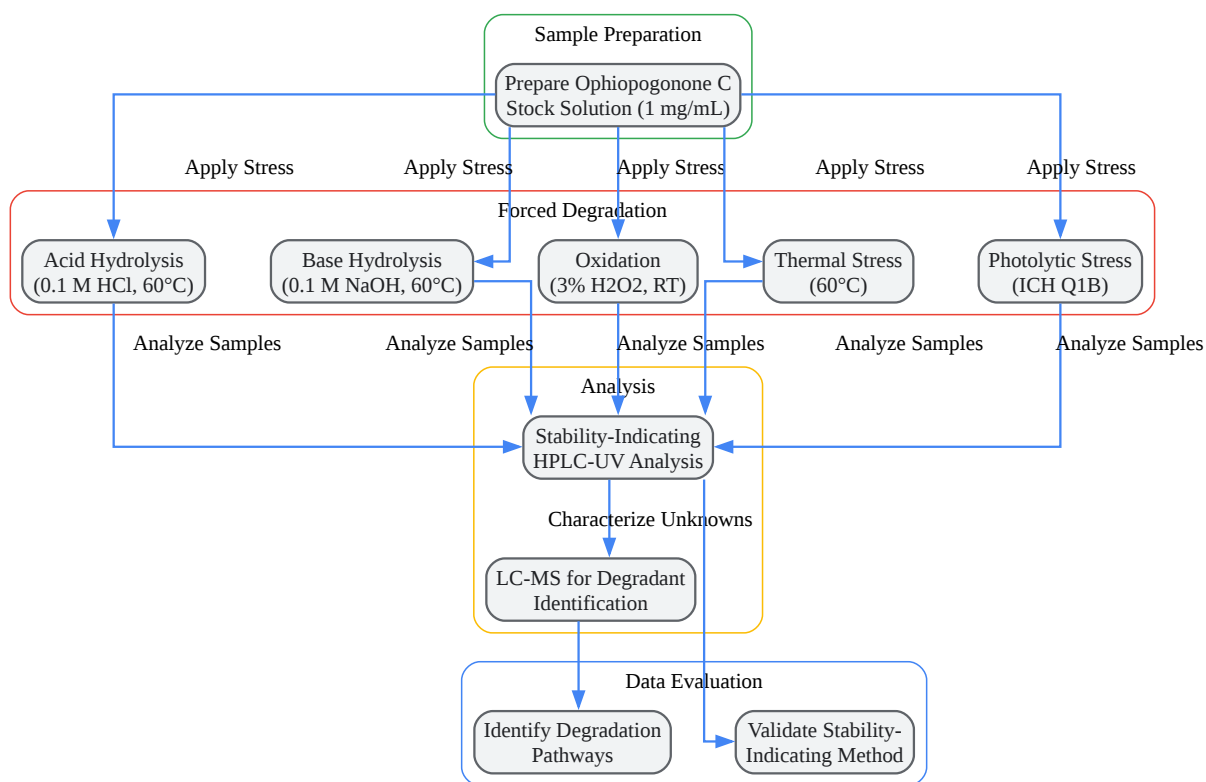 Sample Preparation
Prepare Ophiopogonone C
Stock Solution (1 mg/mL)
Apply Stress
Apply Stress
Apply Stress
Apply Stress
Apply Stress
Forced Degradation
Acid Hydrolysis
(0.1 M HCl, 60°C)
Base Hydrolysis
(0.1 M NaOH, 60°C)
Oxidation
(3% H2O2, RT)
Thermal Stress
(60°C)
Photolytic Stress
(ICH Q1B)
Analyze Samples
Analyze Samples
Analyze Samples
Analyze Samples
Analyze Samples
Analysis
Stability-Indicating
HPLC-UV Analysis
Characterize Unknowns
LC-MS for Degradant
Identification
Data Evaluation
Identify Degradation
Pathways
Validate Stability-
Indicating Method